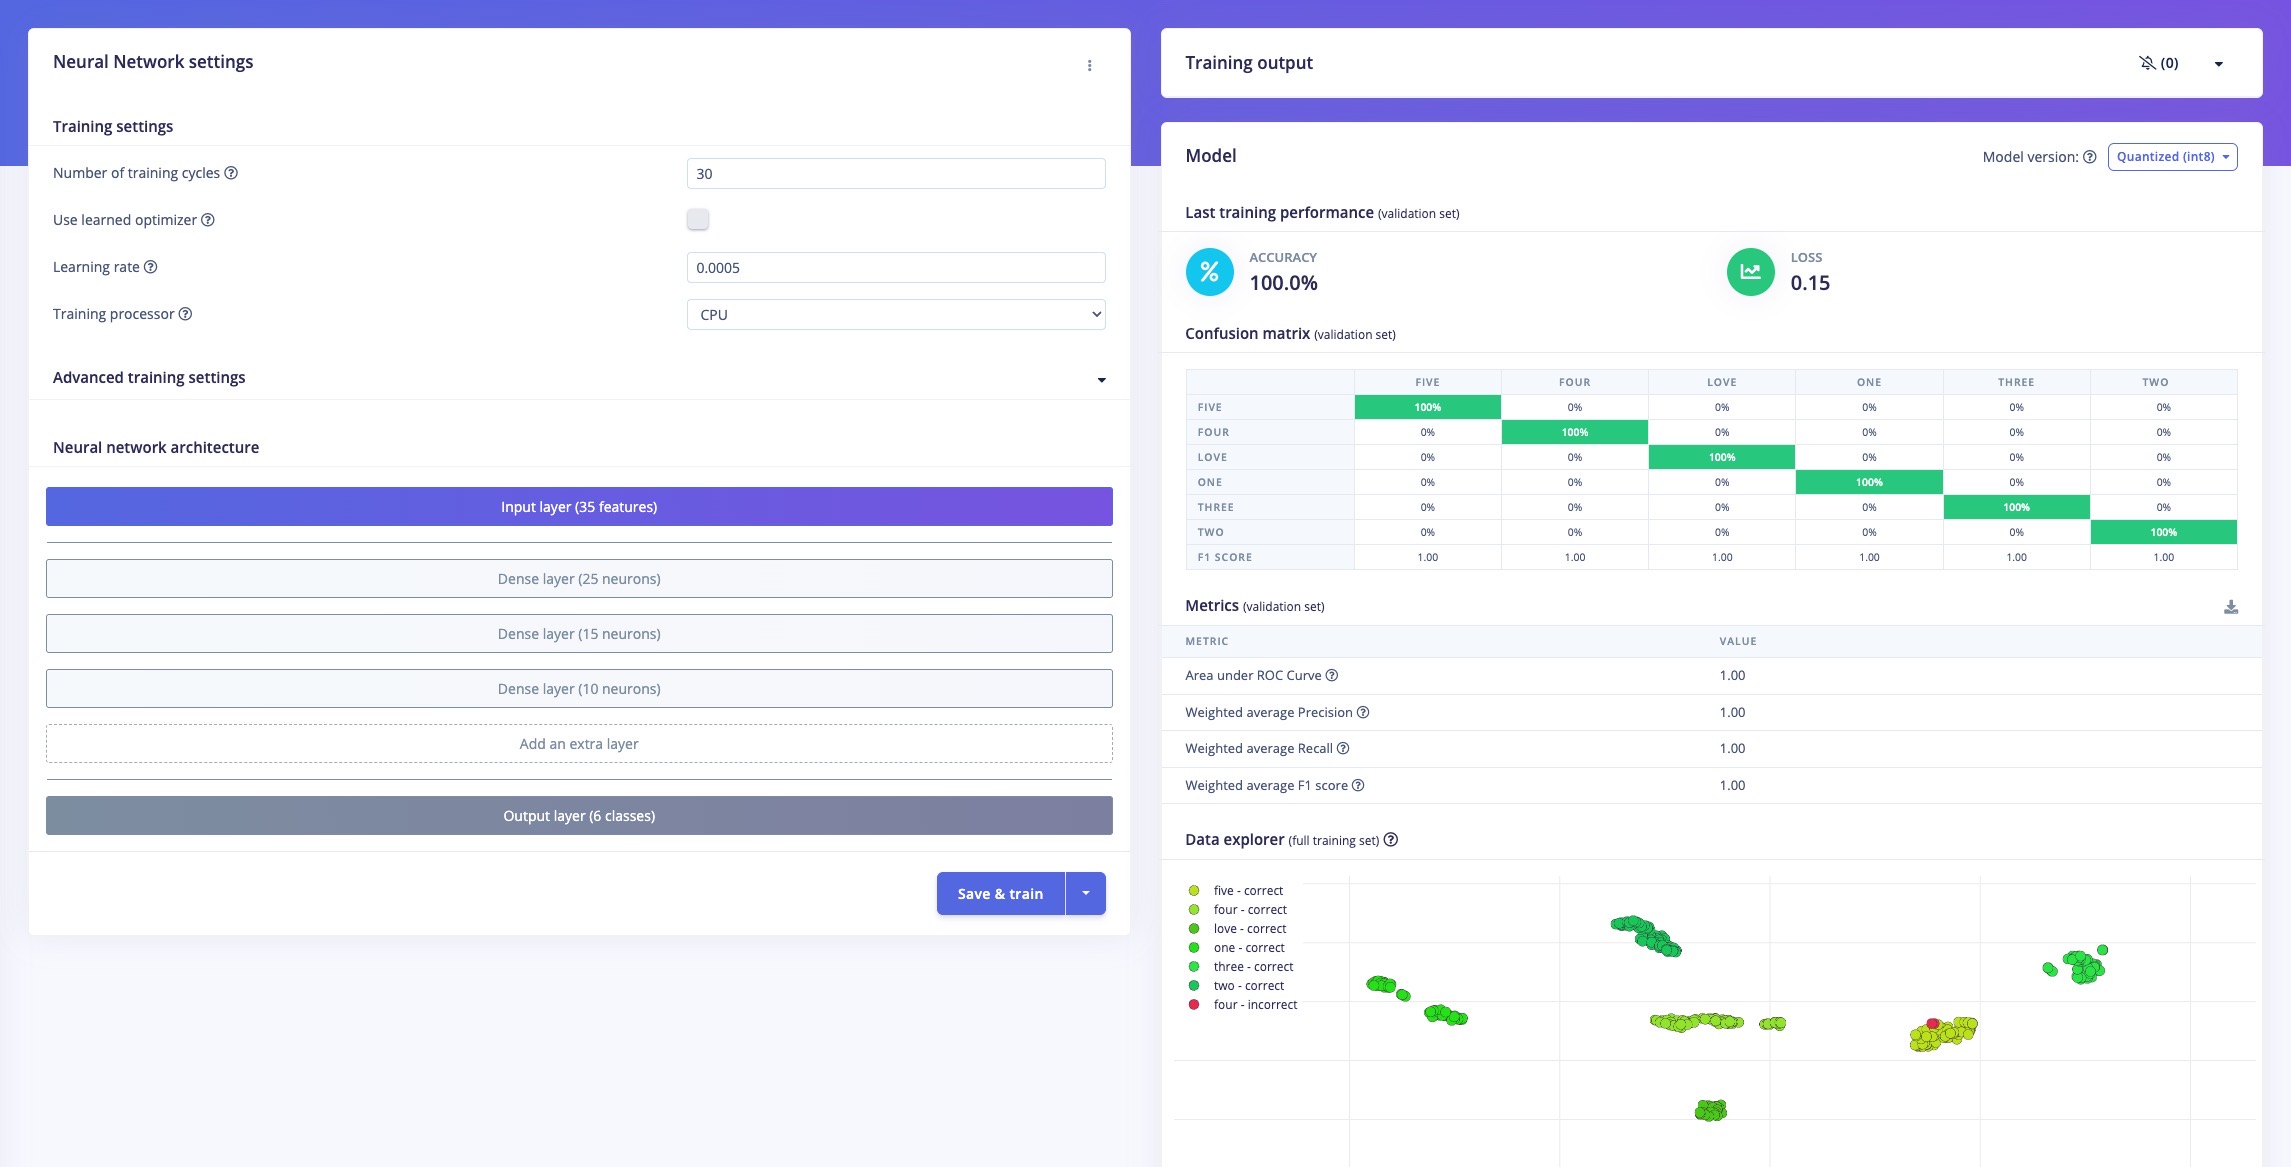 Neural Network settings
Training settings
Number of training cycles
30
Use learned optimizer
Learning rate
0.0005
Training processor
CPU
Advanced training settings
Neural network architecture
Input layer (35 features)
Dense layer (25 neurons)
Dense layer (15 neurons)
Dense layer (10 neurons)
Add an extra layer
Output layer (6 classes)
Save & train
Training output
(0)
Model
Model version: Quantized (int8)
Last training performance (validation set)
% ACCURACY
100.0%
LOSS
0.15
Confusion matrix (validation set)
FIVE FOUR LOVE ONE THREE TWO
FIVE 100% 0% 0% 0% 0% 0%
FOUR 0% 100% 0% 0% 0% 0%
LOVE 0% 0% 100% 0% 0% 0%
ONE 0% 0% 0% 100% 0% 0%
THREE 0% 0% 0% 0% 100% 0%
TWO 0% 0% 0% 0% 0% 100%
F1 SCORE 1.00 1.00 1.00 1.00 1.00 1.00
Metrics (validation set)
METRIC VALUE
Area under ROC Curve 1.00
Weighted average Precision 1.00
Weighted average Recall 1.00
Weighted average F1 score 1.00
Data explorer (full training set)
five - correct
four - correct
love - correct
one - correct
three - correct
two - correct
four - incorrect